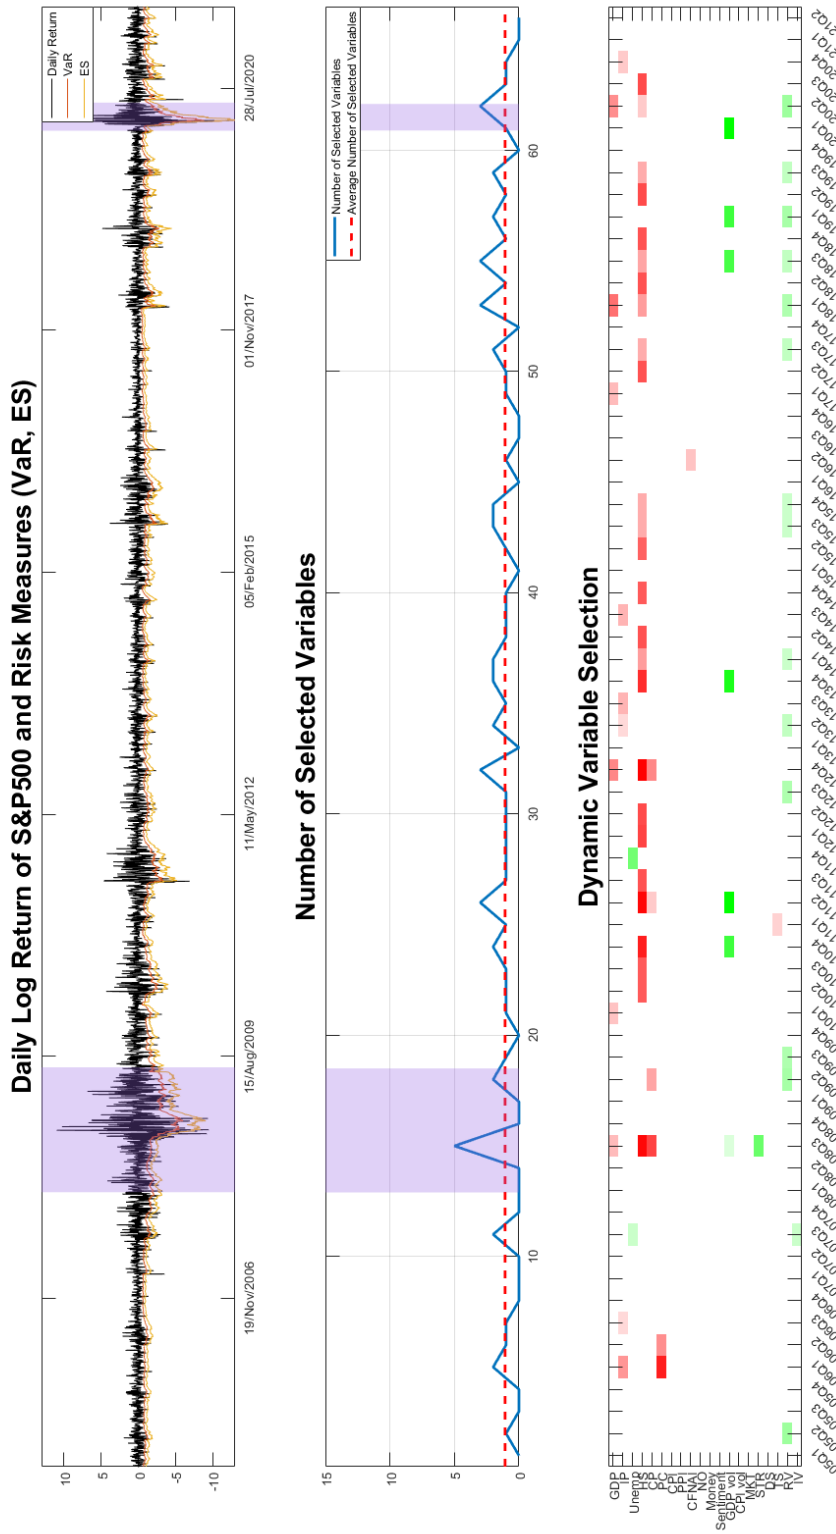 Daily Log Return of S&P500 and Risk Measures (VaR, ES)
Daily Return
VaR
ES
10
5
0
-5
-10
19/Nov/2006 15/Aug/2009 11/May/2012 05/Feb/2015 01/Nov/2017 28/Jul/2020
Number of Selected Variables
Number of Selected Variables
Average Number of Selected Variables
15
10
5
0
10 20 30 40 50 60
Dynamic Variable Selection
GDP
IP
Unemp
HS
CP
PC
CPI
PPI
CFNAI
NO
Money
Sentiment
GDP vol
CPI vol
MKT
STR
DS
TS
RV
IV
05Q1 05Q2 05Q3 05Q4 06Q1 06Q2 06Q3 06Q4 07Q1 07Q2 07Q3 07Q4 08Q1 08Q2 08Q3 08Q4 09Q1 09Q2 09Q3 09Q4 10Q1 10Q2 10Q3 10Q4 11Q1 11Q2 11Q3 11Q4 12Q1 12Q2 12Q3 12Q4 13Q1 13Q2 13Q3 13Q4 14Q1 14Q2 14Q3 14Q4 15Q1 15Q2 15Q3 15Q4 16Q1 16Q2 16Q3 16Q4 17Q1 17Q2 17Q3 17Q4 18Q1 18Q2 18Q3 18Q4 19Q1 19Q2 19Q3 19Q4 20Q1 20Q2 20Q3 20Q4 21Q1 21Q2